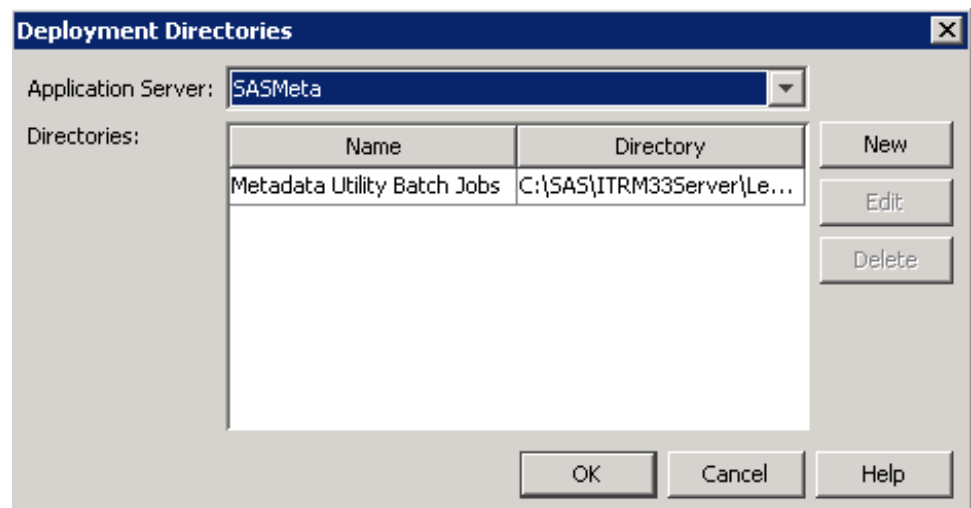 Deployment Directories
Application Server: SASMeta
Directories:
Name Directory New
Metadata Utility Batch Jobs C:\SAS\ITRM33Server\Le...
Edit
Delete
OK Cancel Help